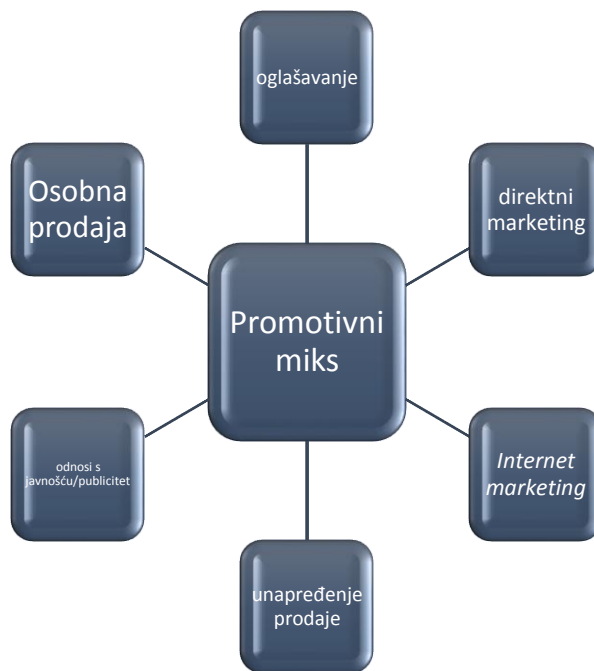 oglašavanje
Osobna
prodaja
direktni
marketing
Promotivni
miks
odnosi s
javnošću/publicitet
Internet
marketing
unapređenje
prodaje